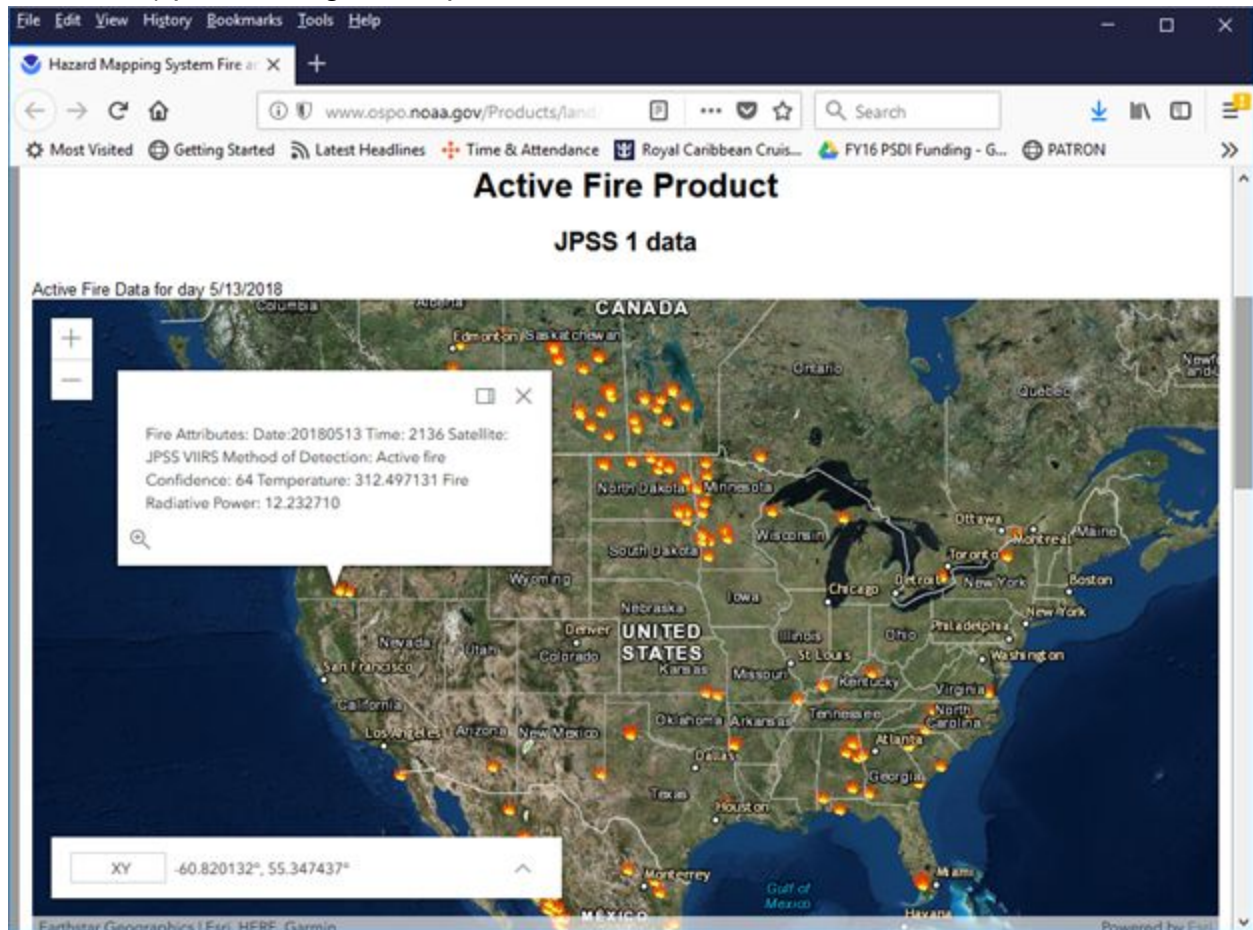 File Edit View History Bookmarks Tools Help
Hazard Mapping System Fire a
www.ospo.noaa.gov/Products/land
Search
Most Visited Getting Started Latest Headlines Time & Attendance Royal Caribbean Cruis... FY16 PSDI Funding - G... PATRON
Active Fire Product
JPSS 1 data
Active Fire Data for day 5/13/2018
Columbia
Alberta
CANADA
Edmonton
Saskatchewan
Ontario
Quebec
Fire Attributes: Date:20180513 Time: 2136 Satellite:
JPSS VIIRS Method of Detection: Active fire
Confidence: 64 Temperature: 312.497131 Fire
Radiative Power: 12.232710
North Dakota
Minnesota
Ottawa
Montreal
Maine
Wisconsin
South Dakota
Toronto
Wyoming
Chicago
Detroit
New York
Boston
Iowa
Nebraska
New York
Philadelphia
Denver
UNITED
STATES
Illinois
Ohio
Nevada
Utah
Colorado
Kansas
Missouri
St Louis
Washington
San Francisco
Kentucky
Virginia
California
Oklahoma
Arkansas
Tennessee
North
Carolina
Los Angeles
Arizona
New Mexico
Dallas
Atlanta
Georgia
Texas
Houston
XY -60.820132°, 55.347437°
Monterrey
Miami
Gulf of
Mexico
MEXICO
Havana
Earthstar Geographics | Esri, HERE, Garmin
Powered by Esri